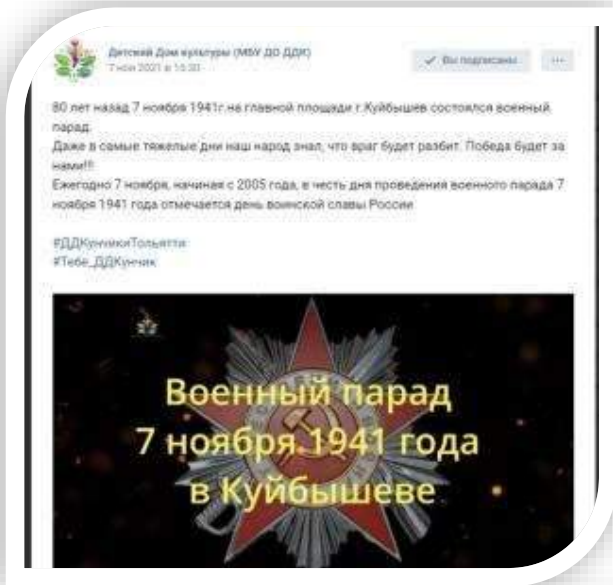 Детский Дом культуры (МБУ ДО ДДК)
7 ноя 2021 в 15:30
Вы подписаны
80 лет назад 7 ноября 1941г.на главной площади г.Куйбышев состоялся военный
парад.
Даже в самые тяжелые дни наш народ знал, что враг будет разбит. Победа будет за
нами!!!
Ежегодно 7 ноября, начиная с 2005 года, в честь дня проведения военного парада 7
ноября 1941 года отмечается день воинской славы России
#ДДКунчикиТольятти
#Тебе_ДДКунчик
Военный парад
7 ноября 1941 года
в Куйбышеве